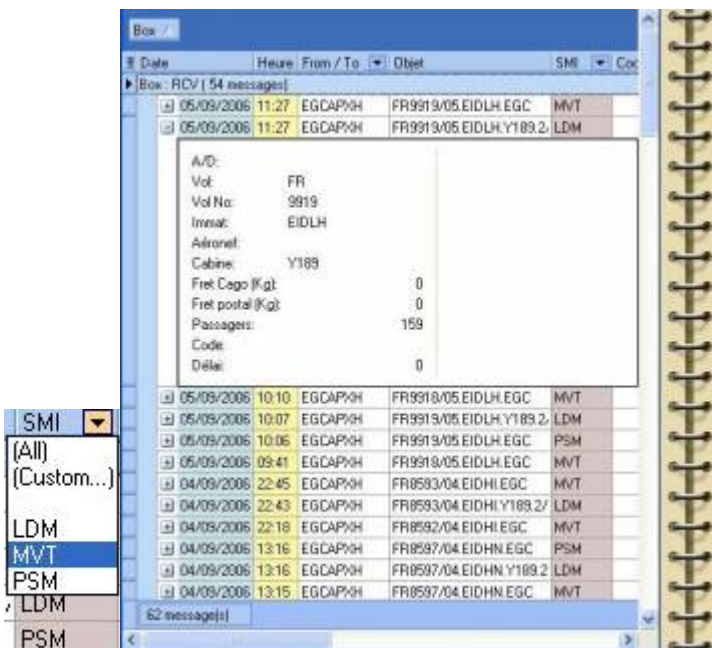 Box
Date Heure From / To Objet SMI Coc
Box : RCV ( 54 messages)
05/09/2006 11:27 EGCAPXH FR9919/05.EIDLH.EGC MVT
05/09/2006 11:27 EGCAPXH FR9919/05.EIDLH.Y189.2/ LDM
A/D:
Vol: FR
Vol No: 9919
Immat: EIDLH
Aéronef:
Cabine: Y189
Fret Cago (Kg): 0
Fret postal (Kg): 0
Passagers: 159
Code:
Délai: 0
05/09/2006 10:10 EGCAPXH FR9918/05.EIDLH.EGC MVT
05/09/2006 10:07 EGCAPXH FR9918/05.EIDLH.Y189.2/ LDM
05/09/2006 10:06 EGCAPXH FR9919/05.EIDLH.EGC PSM
05/09/2006 09:41 EGCAPXH FR9918/05.EIDLH.EGC MVT
04/09/2006 22:45 EGCAPXH FR8593/04.EIDHI.EGC MVT
04/09/2006 22:43 EGCAPXH FR8593/04.EIDHI.Y189.2/ LDM
04/09/2006 22:18 EGCAPXH FR8592/04.EIDHI.EGC MVT
04/09/2006 13:16 EGCAPXH FR8597/04.EIDHN.EGC PSM
04/09/2006 13:16 EGCAPXH FR8597/04.EIDHN.Y189.2 LDM
04/09/2006 13:15 EGCAPXH FR8597/04.EIDHN.EGC MVT
62 message(s)
SMI
(All)
(Custom...)
LDM
MVT
PSM
LDM
PSM